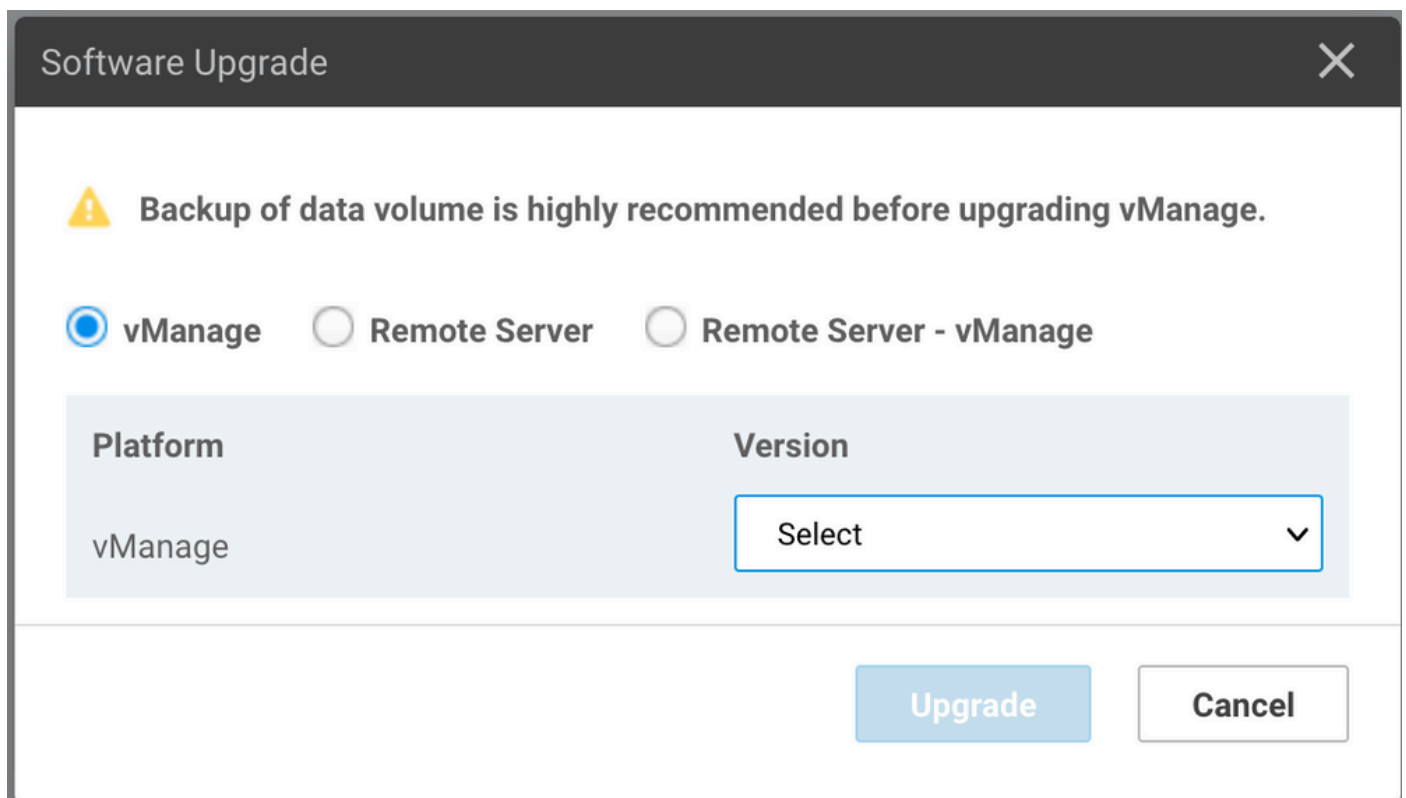 Software Upgrade
Backup of data volume is highly recommended before upgrading vManage.
vManage Remote Server Remote Server - vManage
Platform Version
vManage Select
Upgrade Cancel